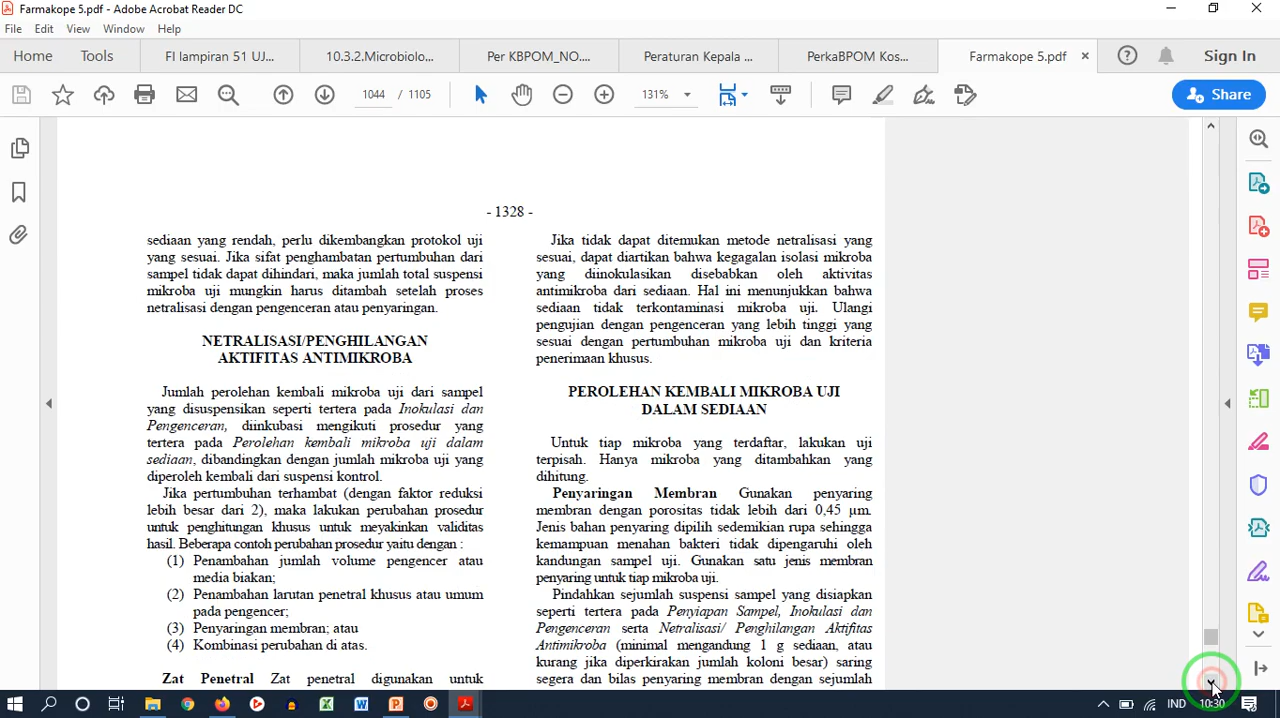 Farmakope 5.pdf - Adobe Acrobat Reader DC
File Edit View Window Help
Home Tools FI lampiran 51 UJ... 10.3.2.Microbiolo... Per KBPOM_NO.... Peraturan Kepala ... PerkaBPOM Kos... Farmakope 5.pdf × Sign In
1044 / 1105 131% Share
- 1328 -
sediaan yang rendah, perlu dikembangkan protokol uji
yang sesuai. Jika sifat penghambatan pertumbuhan dari
sampel tidak dapat dihindari, maka jumlah total suspensi
mikroba uji mungkin harus ditambah setelah proses
netralisasi dengan pengenceran atau penyaringan.
NETRALISASI/PENGHILANGAN
AKTIFITAS ANTIMIKROBA
Jumlah perolehan kembali mikroba uji dari sampel
yang disuspensikan seperti tertera pada Inokulasi dan
Pengenceran, diinkubasi mengikuti prosedur yang
tertera pada Perolehan kembali mikroba uji dalam
sediaan, dibandingkan dengan jumlah mikroba uji yang
diperoleh kembali dari suspensi kontrol.
Jika pertumbuhan terhambat (dengan faktor reduksi
lebih besar dari 2), maka lakukan perubahan prosedur
untuk penghitungan khusus untuk meyakinkan validitas
hasil. Beberapa contoh perubahan prosedur yaitu dengan :
(1) Penambahan jumlah volume pengencer atau
media biakan;
(2) Penambahan larutan penetral khusus atau umum
pada pengencer;
(3) Penyaringan membran; atau
(4) Kombinasi perubahan di atas.
Zat Penetral Zat penetral digunakan untuk
Jika tidak dapat ditemukan metode netralisasi yang
sesuai, dapat diartikan bahwa kegagalan isolasi mikroba
yang diinokulasikan disebabkan oleh aktivitas
antimikroba dari sediaan. Hal ini menunjukkan bahwa
sediaan tidak terkontaminasi mikroba uji. Ulangi
pengujian dengan pengenceran yang lebih tinggi yang
sesuai dengan pertumbuhan mikroba uji dan kriteria
penerimaan khusus.
PEROLEHAN KEMBALI MIKROBA UJI
DALAM SEDIAAN
Untuk tiap mikroba yang terdaftar, lakukan uji
terpisah. Hanya mikroba yang ditambahkan yang
dihitung.
Penyaringan Membran Gunakan penyaring
membran dengan porositas tidak lebih dari 0,45 µm.
Jenis bahan penyaring dipilih sedemikian rupa sehingga
kemampuan menahan bakteri tidak dipengaruhi oleh
kandungan sampel uji. Gunakan satu jenis membran
penyaring untuk tiap mikroba uji.
Pindahkan sejumlah suspensi sampel yang disiapkan
seperti tertera pada Penyiapan Sampel, Inokulasi dan
Pengenceran serta Netralisasi/ Penghilangan Aktifitas
Antimikroba (minimal mengandung 1 g sediaan, atau
kurang jika diperkirakan jumlah koloni besar) saring
segera dan bilas penyaring membran dengan sejumlah
IND 10:30